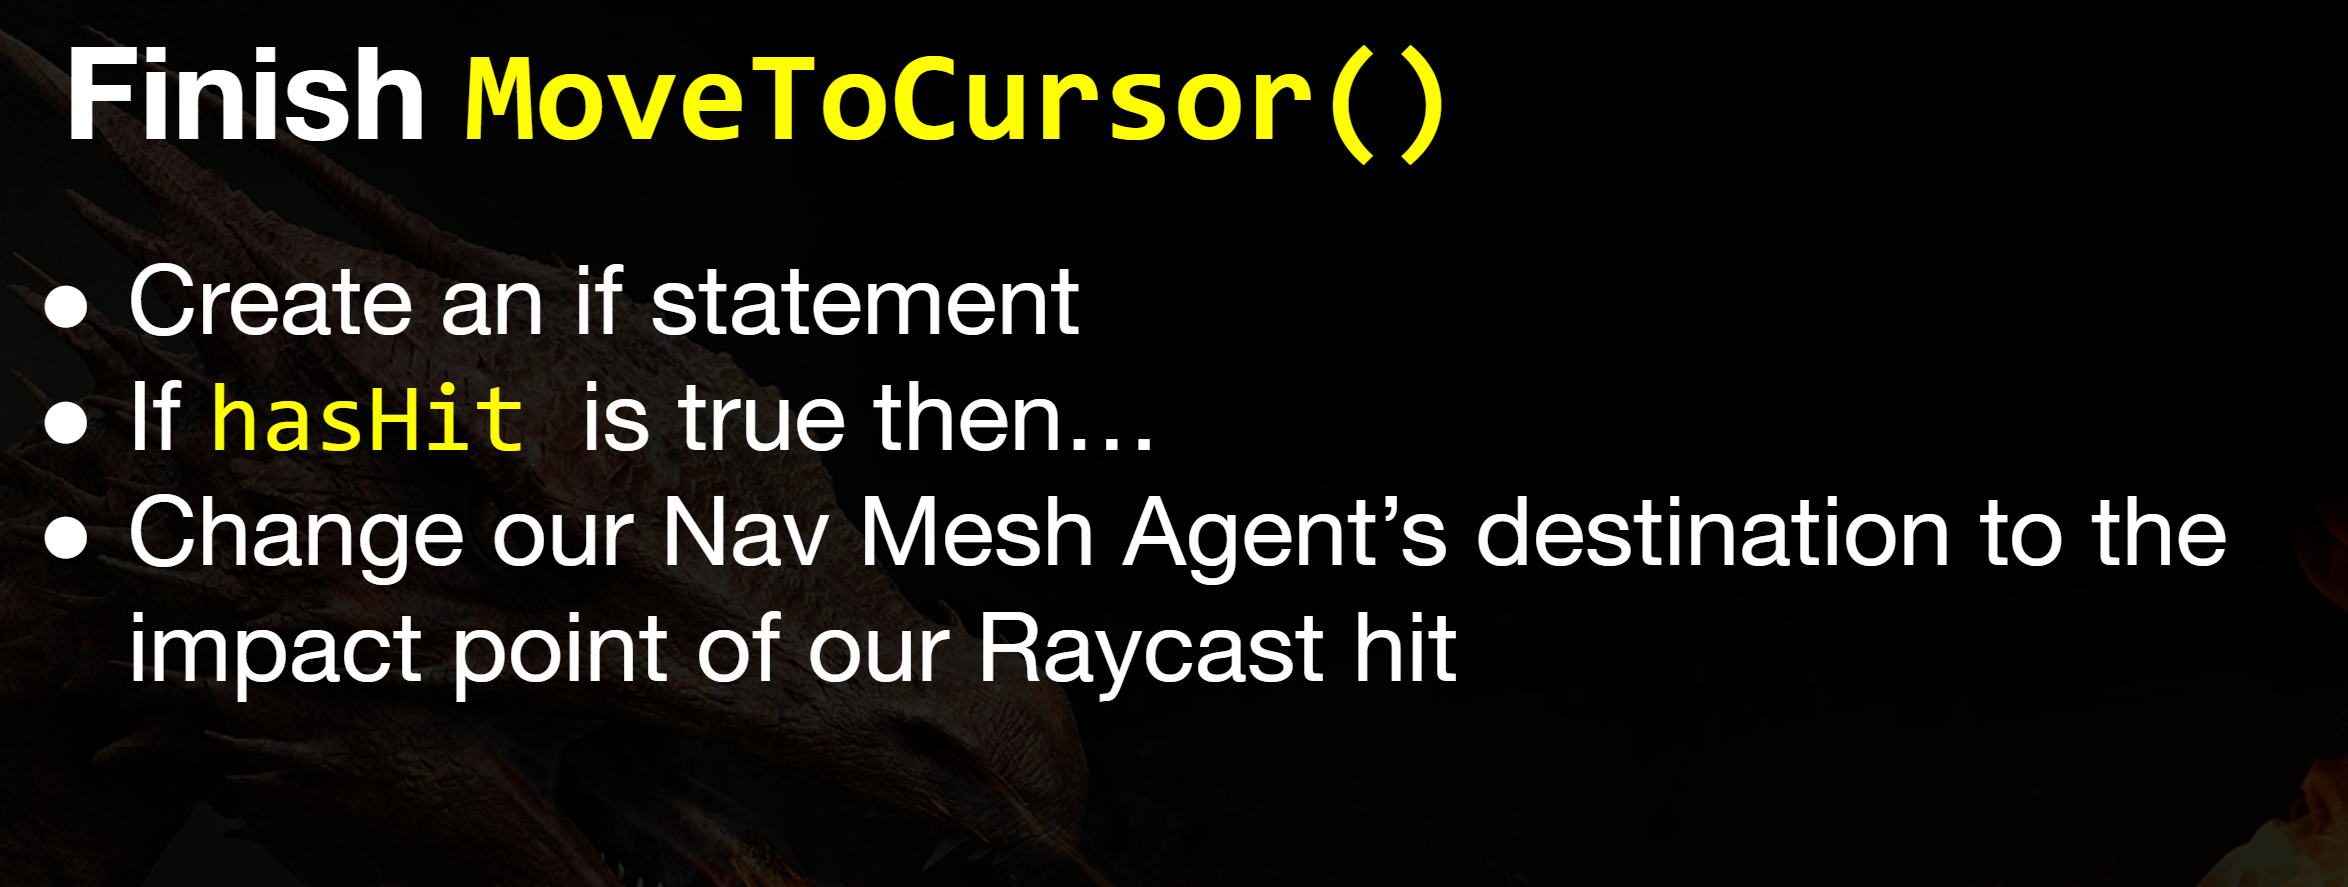 Finish MoveToCursor()
● Create an if statement
● If hasHit is true then…
● Change our Nav Mesh Agent’s destination to the
impact point of our Raycast hit